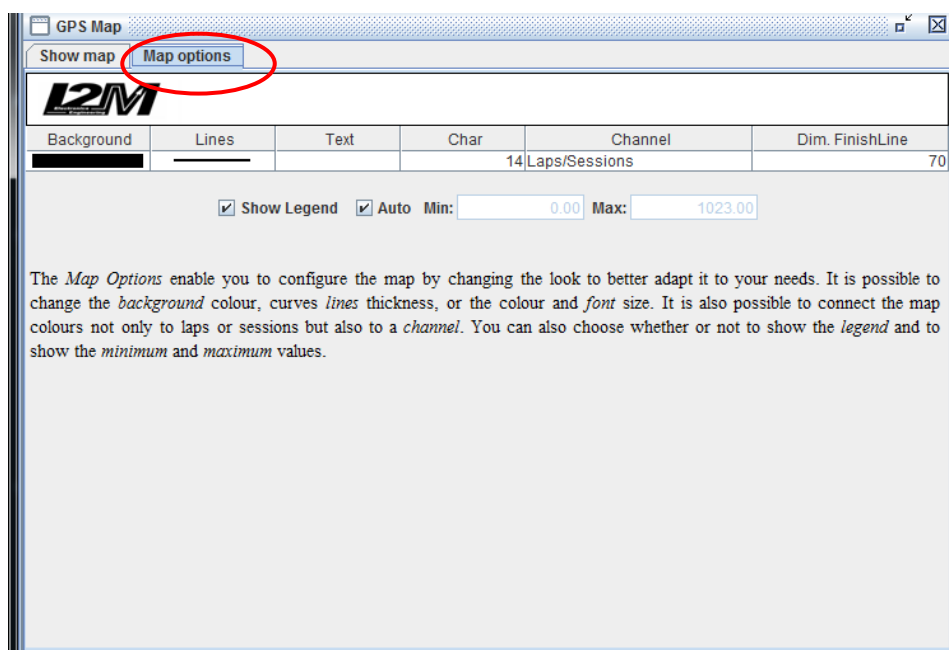 GPS Map
Show map Map options
I2M
Electronics
Engineering
Background Lines Text Char Channel Dim. FinishLine
14 Laps/Sessions 70
Show Legend Auto Min: 0.00 Max: 1023.00
The Map Options enable you to configure the map by changing the look to better adapt it to your needs. It is possible to
change the background colour, curves lines thickness, or the colour and font size. It is also possible to connect the map
colours not only to laps or sessions but also to a channel. You can also choose whether or not to show the legend and to
show the minimum and maximum values.